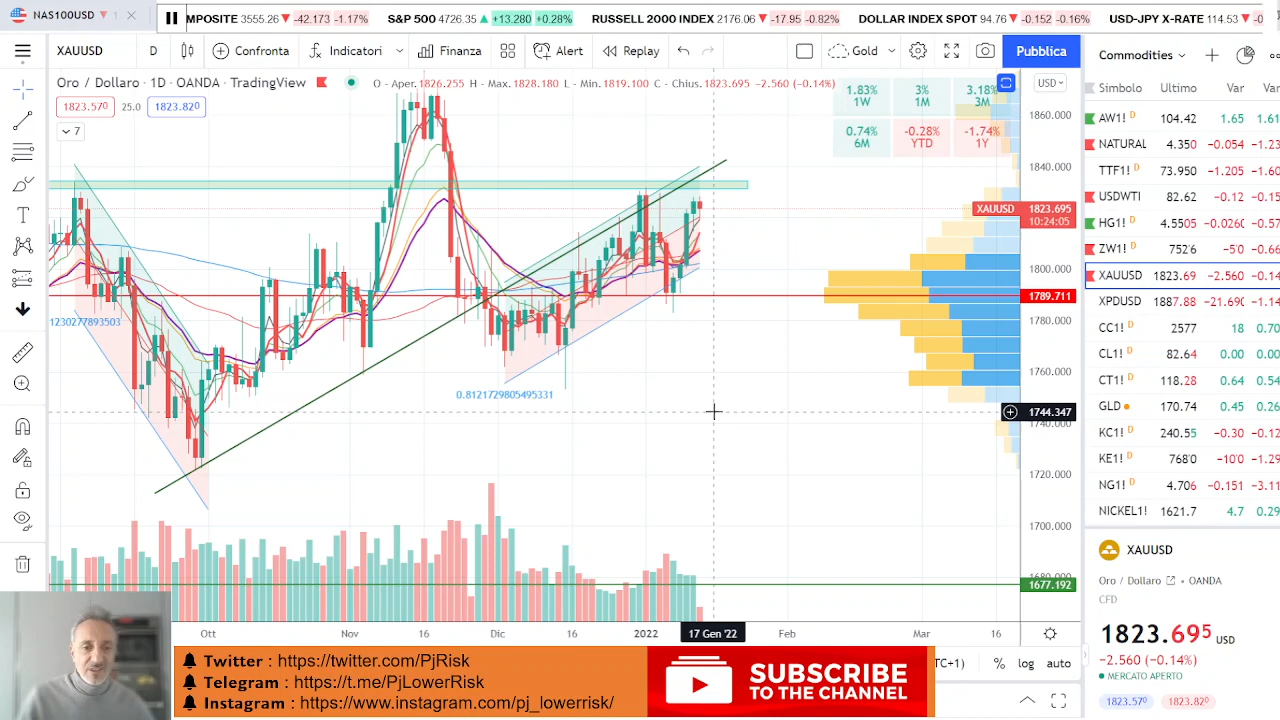 NAS100USD ▼ 1
MPOSITE 3555.26 ▼ -42.173 -1.17% S&P 500 4726.35 ▲ +13.280 +0.28% RUSSELL 2000 INDEX 2176.06 ▼ -17.95 -0.82% DOLLAR INDEX SPOT 94.76 ▼ -0.152 -0.16% USD-JPY X-RATE 114.53 ▼ -0
XAUUSD D Confronta Indicatori Finanza Alert Replay Gold Pubblica
Commodities
Oro / Dollaro · 1D · OANDA · TradingView
O - Aper.1826.255 H - Max.1828.180 L - Min.1819.100 C - Chius.1823.695 -2.560 (-0.14%)
USD
1823.570 25.0 1823.820
7
1.83% 1W
3% 1M
3.18% 3M
0.74% 6M
-0.28% YTD
-1.74% 1Y
1860.000
1840.000
XAUUSD 1823.695
10:24:05
1800.000
1789.711
1780.000
1760.000
1744.347
1740.000
1720.000
1700.000
1680.000
1677.192
1230277893503
0.8121729805495331
Ott Nov 16 Dic 16 2022 17 Gen '22 Feb Mar 16
TC+1) % log auto
Simbolo Ultimo Var Var
AW1! D 104.42 1.65 1.61
NATURAL 4.350 -0.054 -1.23
TTF1! D 73.950 -1.205 -1.60
USDWTI 82.62 -0.12 -0.15
HG1! D 4.5505 -0.0260
ZW1! D 752'6 -50 -0.66
XAUUSD 1823.69 -2.560 -0.14
XPDUSD 1887.88 -21.690
CC1! D 2577 18 0.70
CL1! D 82.64 0.00 0.00
CT1! D 118.28 0.64 0.54
GLD 170.74 0.45 0.26
KC1! D 240.55 -0.30 -0.12
KE1! D 768'0 -10'0 -1.29
NG1! D 4.706 -0.151 -3.11
NICKEL1! 1621.7 4.7 0.29
XAUUSD
Oro / Dollaro · OANDA
CFD
1823.695 USD
-2.560 (-0.14%)
MERCATO APERTO
1823.570 1823.820
Twitter : https://twitter.com/PjRisk
Telegram : https://t.me/PjLowerRisk
Instagram : https://www.instagram.com/pj_lowerrisk/
SUBSCRIBE
TO THE CHANNEL